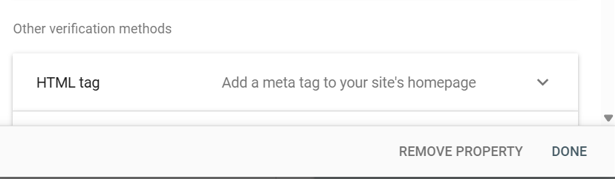 Other verification methods
HTML tag Add a meta tag to your site's homepage
REMOVE PROPERTY DONE